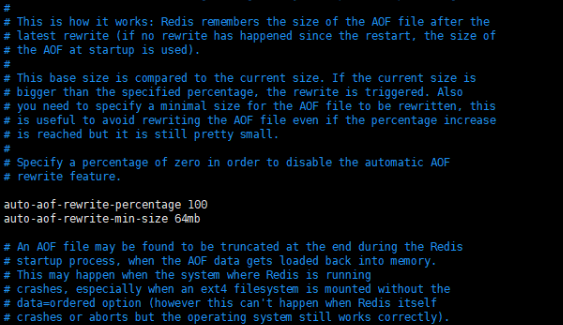 #
# This is how it works: Redis remembers the size of the AOF file after the
# latest rewrite (if no rewrite has happened since the restart, the size of
# the AOF at startup is used).
#
# This base size is compared to the current size. If the current size is
# bigger than the specified percentage, the rewrite is triggered. Also
# you need to specify a minimal size for the AOF file to be rewritten, this
# is useful to avoid rewriting the AOF file even if the percentage increase
# is reached but it is still pretty small.
#
# Specify a percentage of zero in order to disable the automatic AOF
# rewrite feature.
auto-aof-rewrite-percentage 100
auto-aof-rewrite-min-size 64mb
# An AOF file may be found to be truncated at the end during the Redis
# startup process, when the AOF data gets loaded back into memory.
# This may happen when the system where Redis is running
# crashes, especially when an ext4 filesystem is mounted without the
# data=ordered option (however this can't happen when Redis itself
# crashes or aborts but the operating system still works correctly).